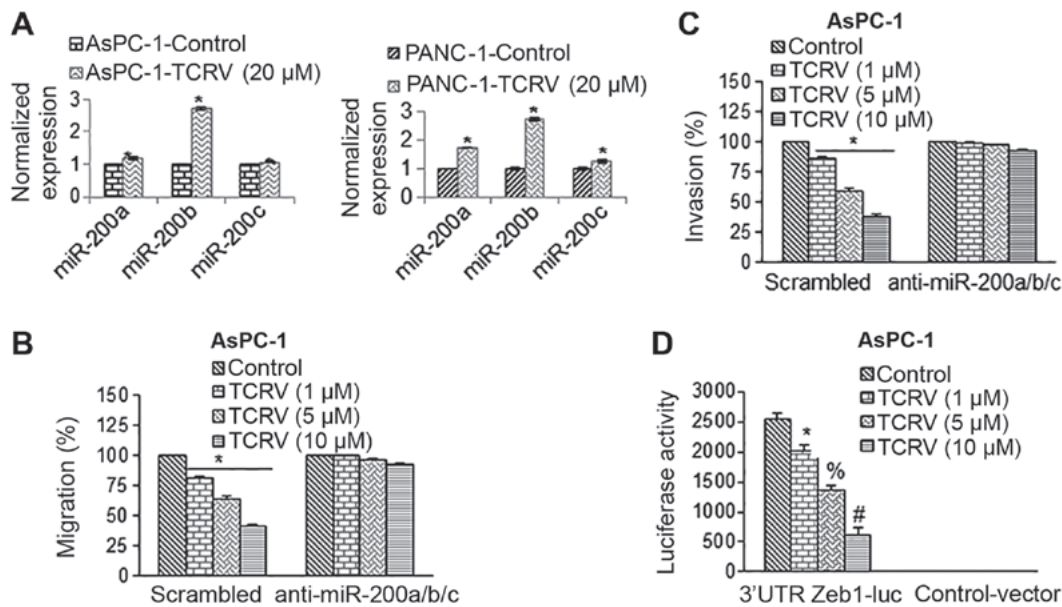 A
AsPC-1-Control
AsPC-1-TCRV (20 μM)
Normalized
expression
3
2
1
0
*
*
*
miR-200a
miR-200b
miR-200c
PANC-1-Control
PANC-1-TCRV (20 μM)
Normalized
expression
3
2
1
0
*
*
*
miR-200a
miR-200b
miR-200c
B
AsPC-1
Control
TCRV (1 μM)
TCRV (5 μM)
TCRV (10 μM)
Migration (%)
150
125
100
75
50
25
0
*
Scrambled
anti-miR-200a/b/c
C
AsPC-1
Control
TCRV (1 μM)
TCRV (5 μM)
TCRV (10 μM)
Invasion (%)
150
125
100
75
50
25
0
*
Scrambled
anti-miR-200a/b/c
D
AsPC-1
Control
TCRV (1 μM)
TCRV (5 μM)
TCRV (10 μM)
Luciferase activity
3000
2500
2000
1500
1000
500
0
*
%
#
3'UTR Zeb1-luc
Control-vector